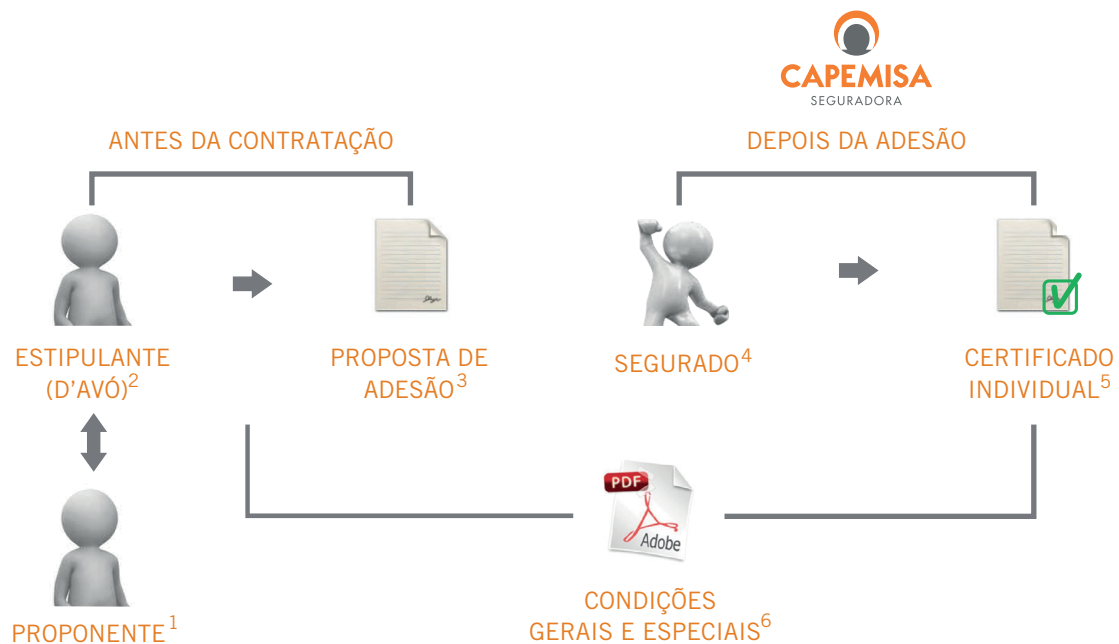 CAPEMISA
SEGURADORA
ANTES DA CONTRATAÇÃO
DEPOIS DA ADESÃO
ESTIPULANTE
(D'AVÓ)²
PROPOSTA DE
ADESÃO³
SEGURADO⁴
CERTIFICADO
INDIVIDUAL⁵
PDF
Adobe
PROPONENTE¹
CONDIÇÕES
GERAIS E ESPECIAIS⁶